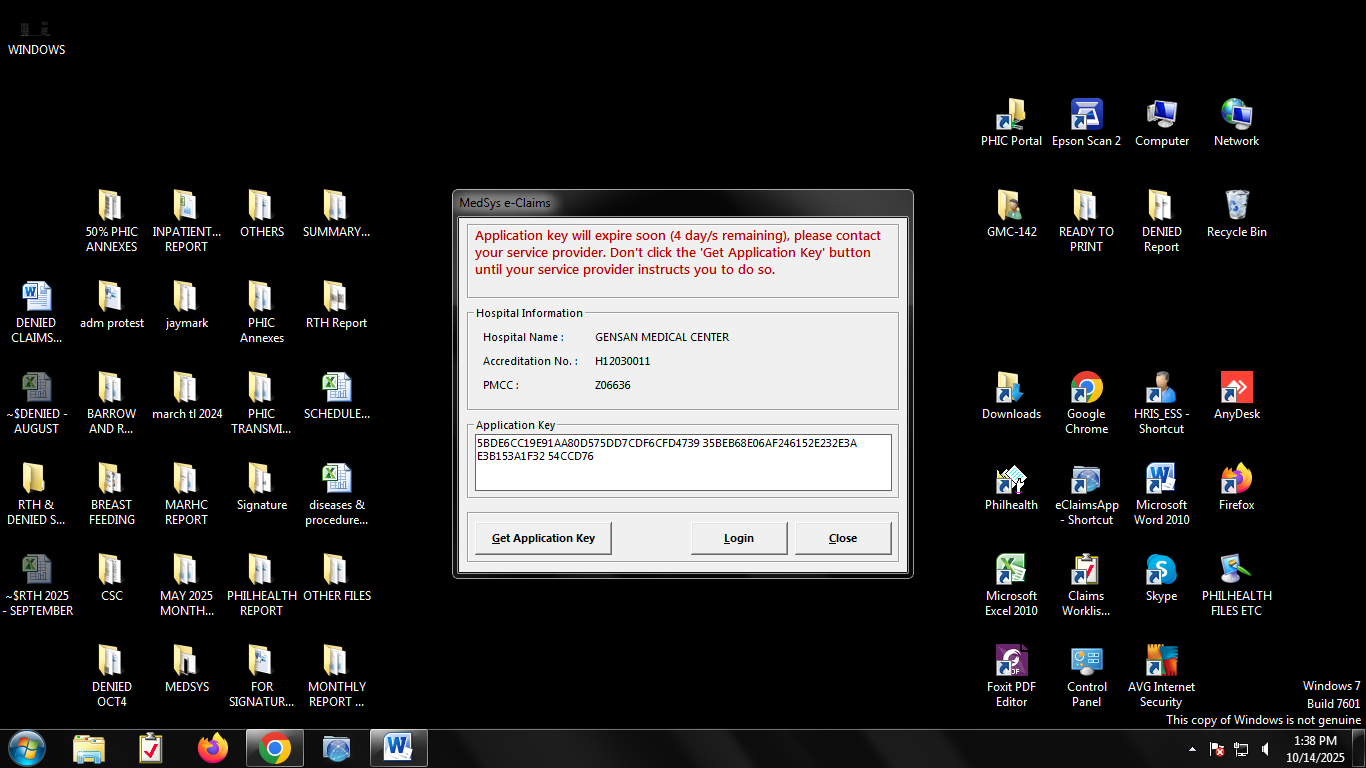 WINDOWS
PHIC Portal
Epson Scan 2
Computer
Network
50% PHIC
ANNEXES
INPATIENT...
REPORT
OTHERS
SUMMARY...
GMC-142
READY TO
PRINT
DENIED
Report
Recycle Bin
DENIED
CLAIMS...
adm protest
jaymark
PHIC
Annexes
RTH Report
~$DENIED -
AUGUST
BARROW
AND R...
march tl 2024
PHIC
TRANSMI...
SCHEDULE...
Downloads
Google
Chrome
HRIS_ESS -
Shortcut
AnyDesk
RTH &
DENIED S...
BREAST
FEEDING
MARHC
REPORT
Signature
diseases &
procedure...
Philhealth
eClaimsApp
- Shortcut
Microsoft
Word 2010
Firefox
~$RTH 2025
- SEPTEMBER
CSC
MAY 2025
MONTH...
PHILHEALTH
REPORT
OTHER FILES
Microsoft
Excel 2010
Claims
Worklis...
Skype
PHILHEALTH
FILES ETC
DENIED
OCT4
MEDSYS
FOR
SIGNATUR...
MONTHLY
REPORT ...
Foxit PDF
Editor
Control
Panel
AVG Internet
Security
MedSys e-Claims
Application key will expire soon (4 day/s remaining), please contact
your service provider. Don't click the 'Get Application Key' button
until your service provider instructs you to do so.
Hospital Information
Hospital Name : GENSAN MEDICAL CENTER
Accreditation No. : H12030011
PMCC : Z06636
Application Key
5BDE6CC19E91AA80D575DD7CDF6CFD4739 35BEB68E06AF246152E232E3A
E3B153A1F32 54CCD76
Get Application Key
Login
Close
Windows 7
Build 7601
This copy of Windows is not genuine
1:38 PM
10/14/2025